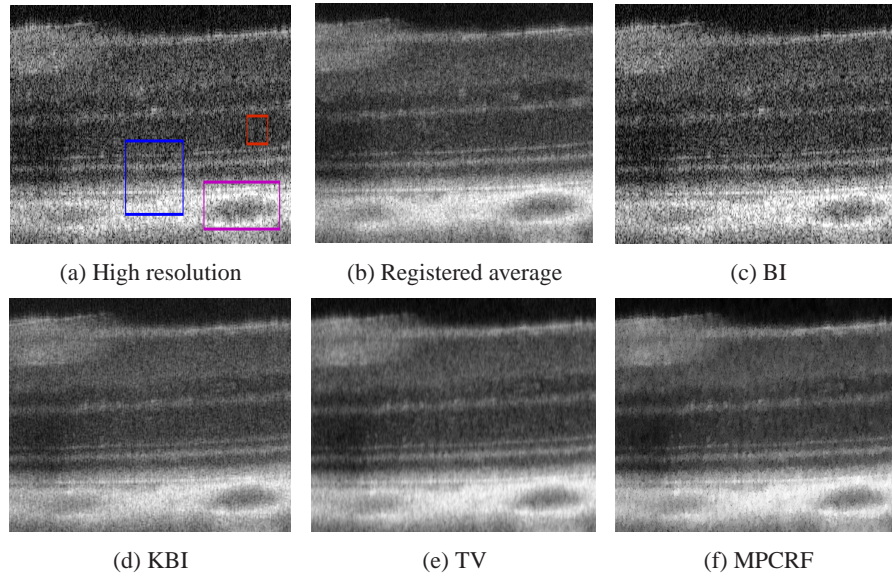 (a) High resolution
(b) Registered average
(c) BI
(d) KBI
(e) TV
(f) MPCRF